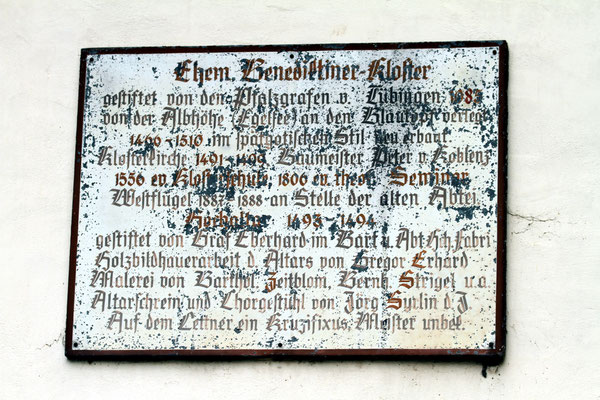 Ehem. Benediktiner-Kloster
gestiftet von den Pfalzgrafen v. Tübingen
von der Albhöhe (Egelsee) an den Blautopf verlegt
1466-1510 im spätgotischen Stil neu erbaut
Klosterkirche 1491-1499 Baumeister Peter v. Koblenz
1556 ev. Klosterschule 1806 ev. theol. Seminar
Westflügel 1887-1888 an Stelle der alten Abtei
Hochaltar 1493-1494
gestiftet von Graf Eberhard im Bart u. Abt Hch. Fabri
Holzbildhauerarbeit d. Altars von Gregor Erhard
Malerei von Barthol. Zeitblom, Bernh. Strigel u.a.
Altarschrein und Chorgestühl von Jörg Syrlin d. J.
Auf dem Lettner ein Kruzifixus, Meister unbek.